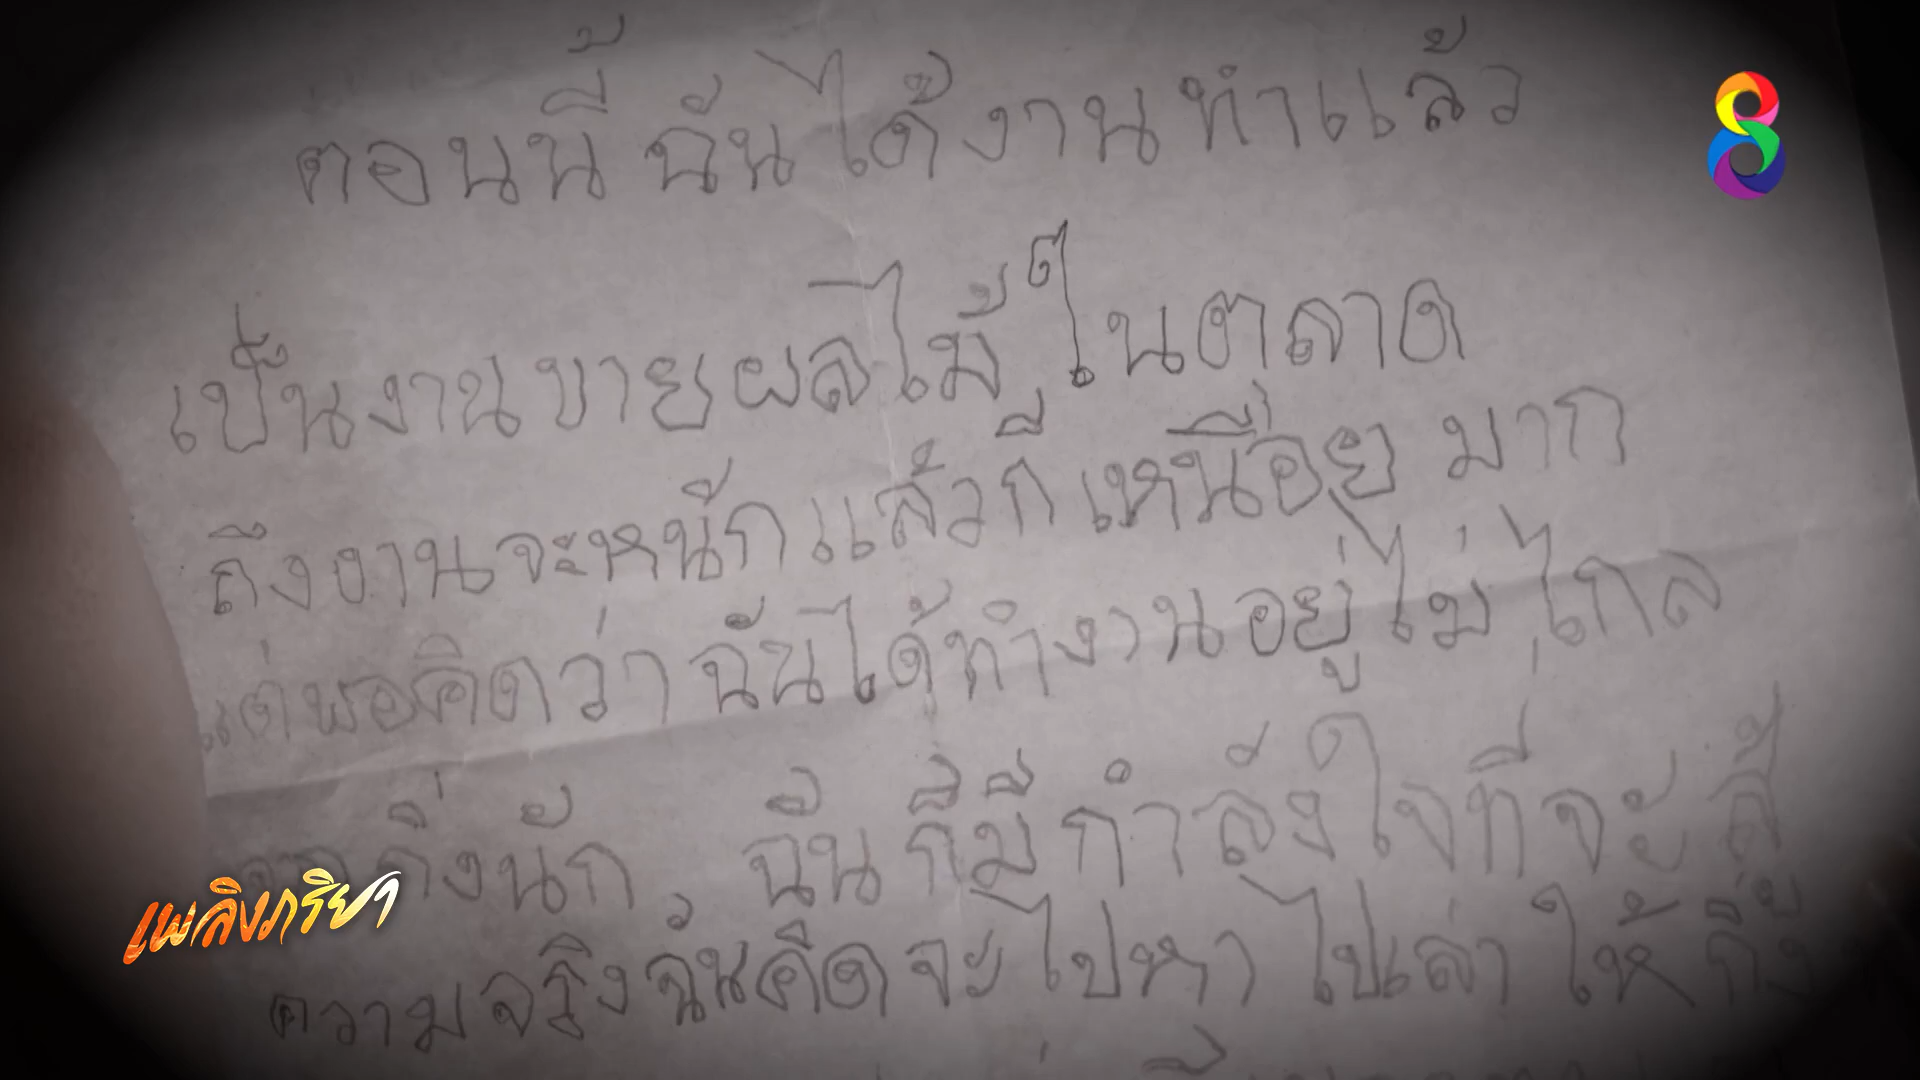 ตอนนี้ ฉันได้งานทำแล้ว
เป็นงานขายผลไม้ในตลาด
ถึงงานจะหนักแล้วก็เหนื่อยมาก
แต่พอคิดว่า ฉันได้ทำงานอยู่ไม่ไกล
กิ่งนัก ฉันก็มีกำลังใจที่จะสู้
ความจริงฉันคิดจะไปหา ไปเล่าให้กิ่ง
เพลิงภริยา
8